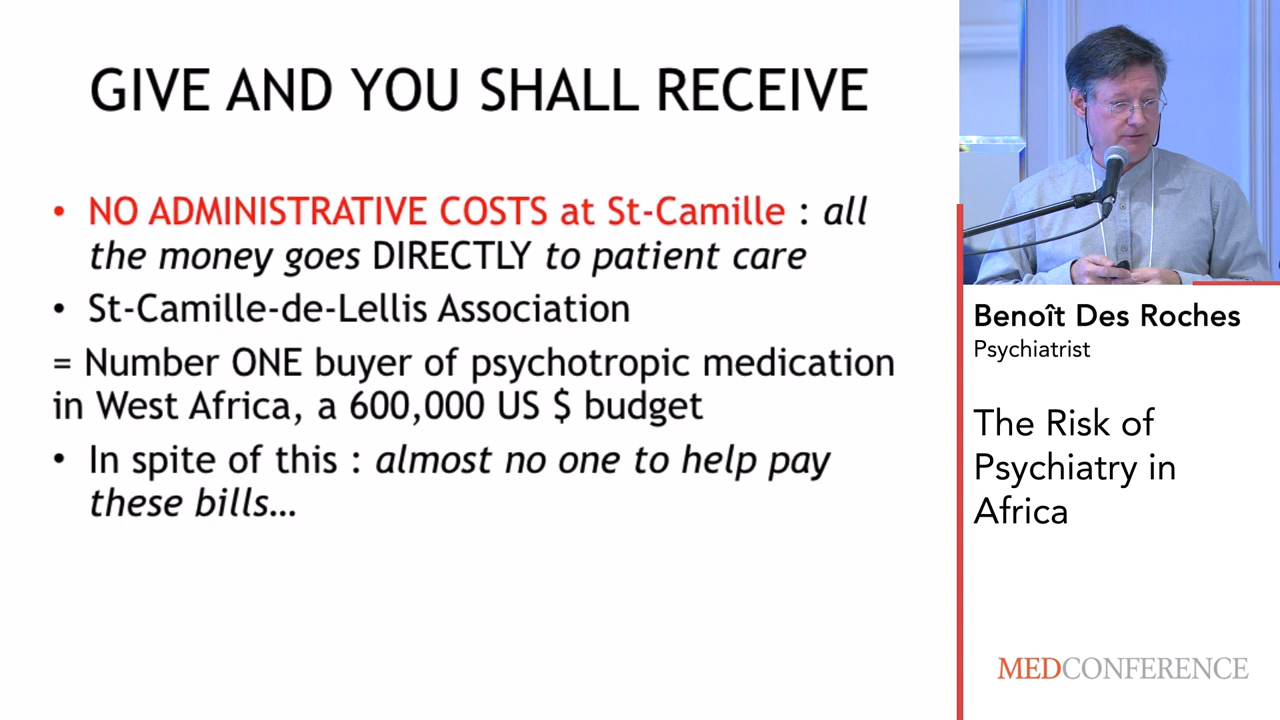 GIVE AND YOU SHALL RECEIVE
• NO ADMINISTRATIVE COSTS at St-Camille : all
the money goes DIRECTLY to patient care
• St-Camille-de-Lellis Association
= Number ONE buyer of psychotropic medication
in West Africa, a 600,000 US $ budget
• In spite of this : almost no one to help pay
these bills…
Benoît Des Roches
Psychiatrist
The Risk of
Psychiatry in
Africa
MEDCONFERENCE